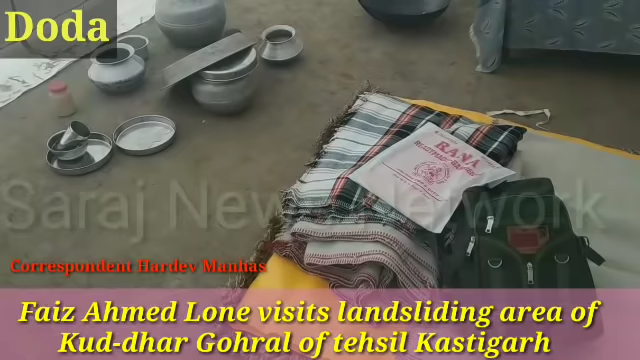 Doda
RANA
Saraj News Network
Correspondent Hardev Manhas
Faiz Ahmed Lone visits landsliding area of
Kud-dhar Gohral of tehsil Kastigarh